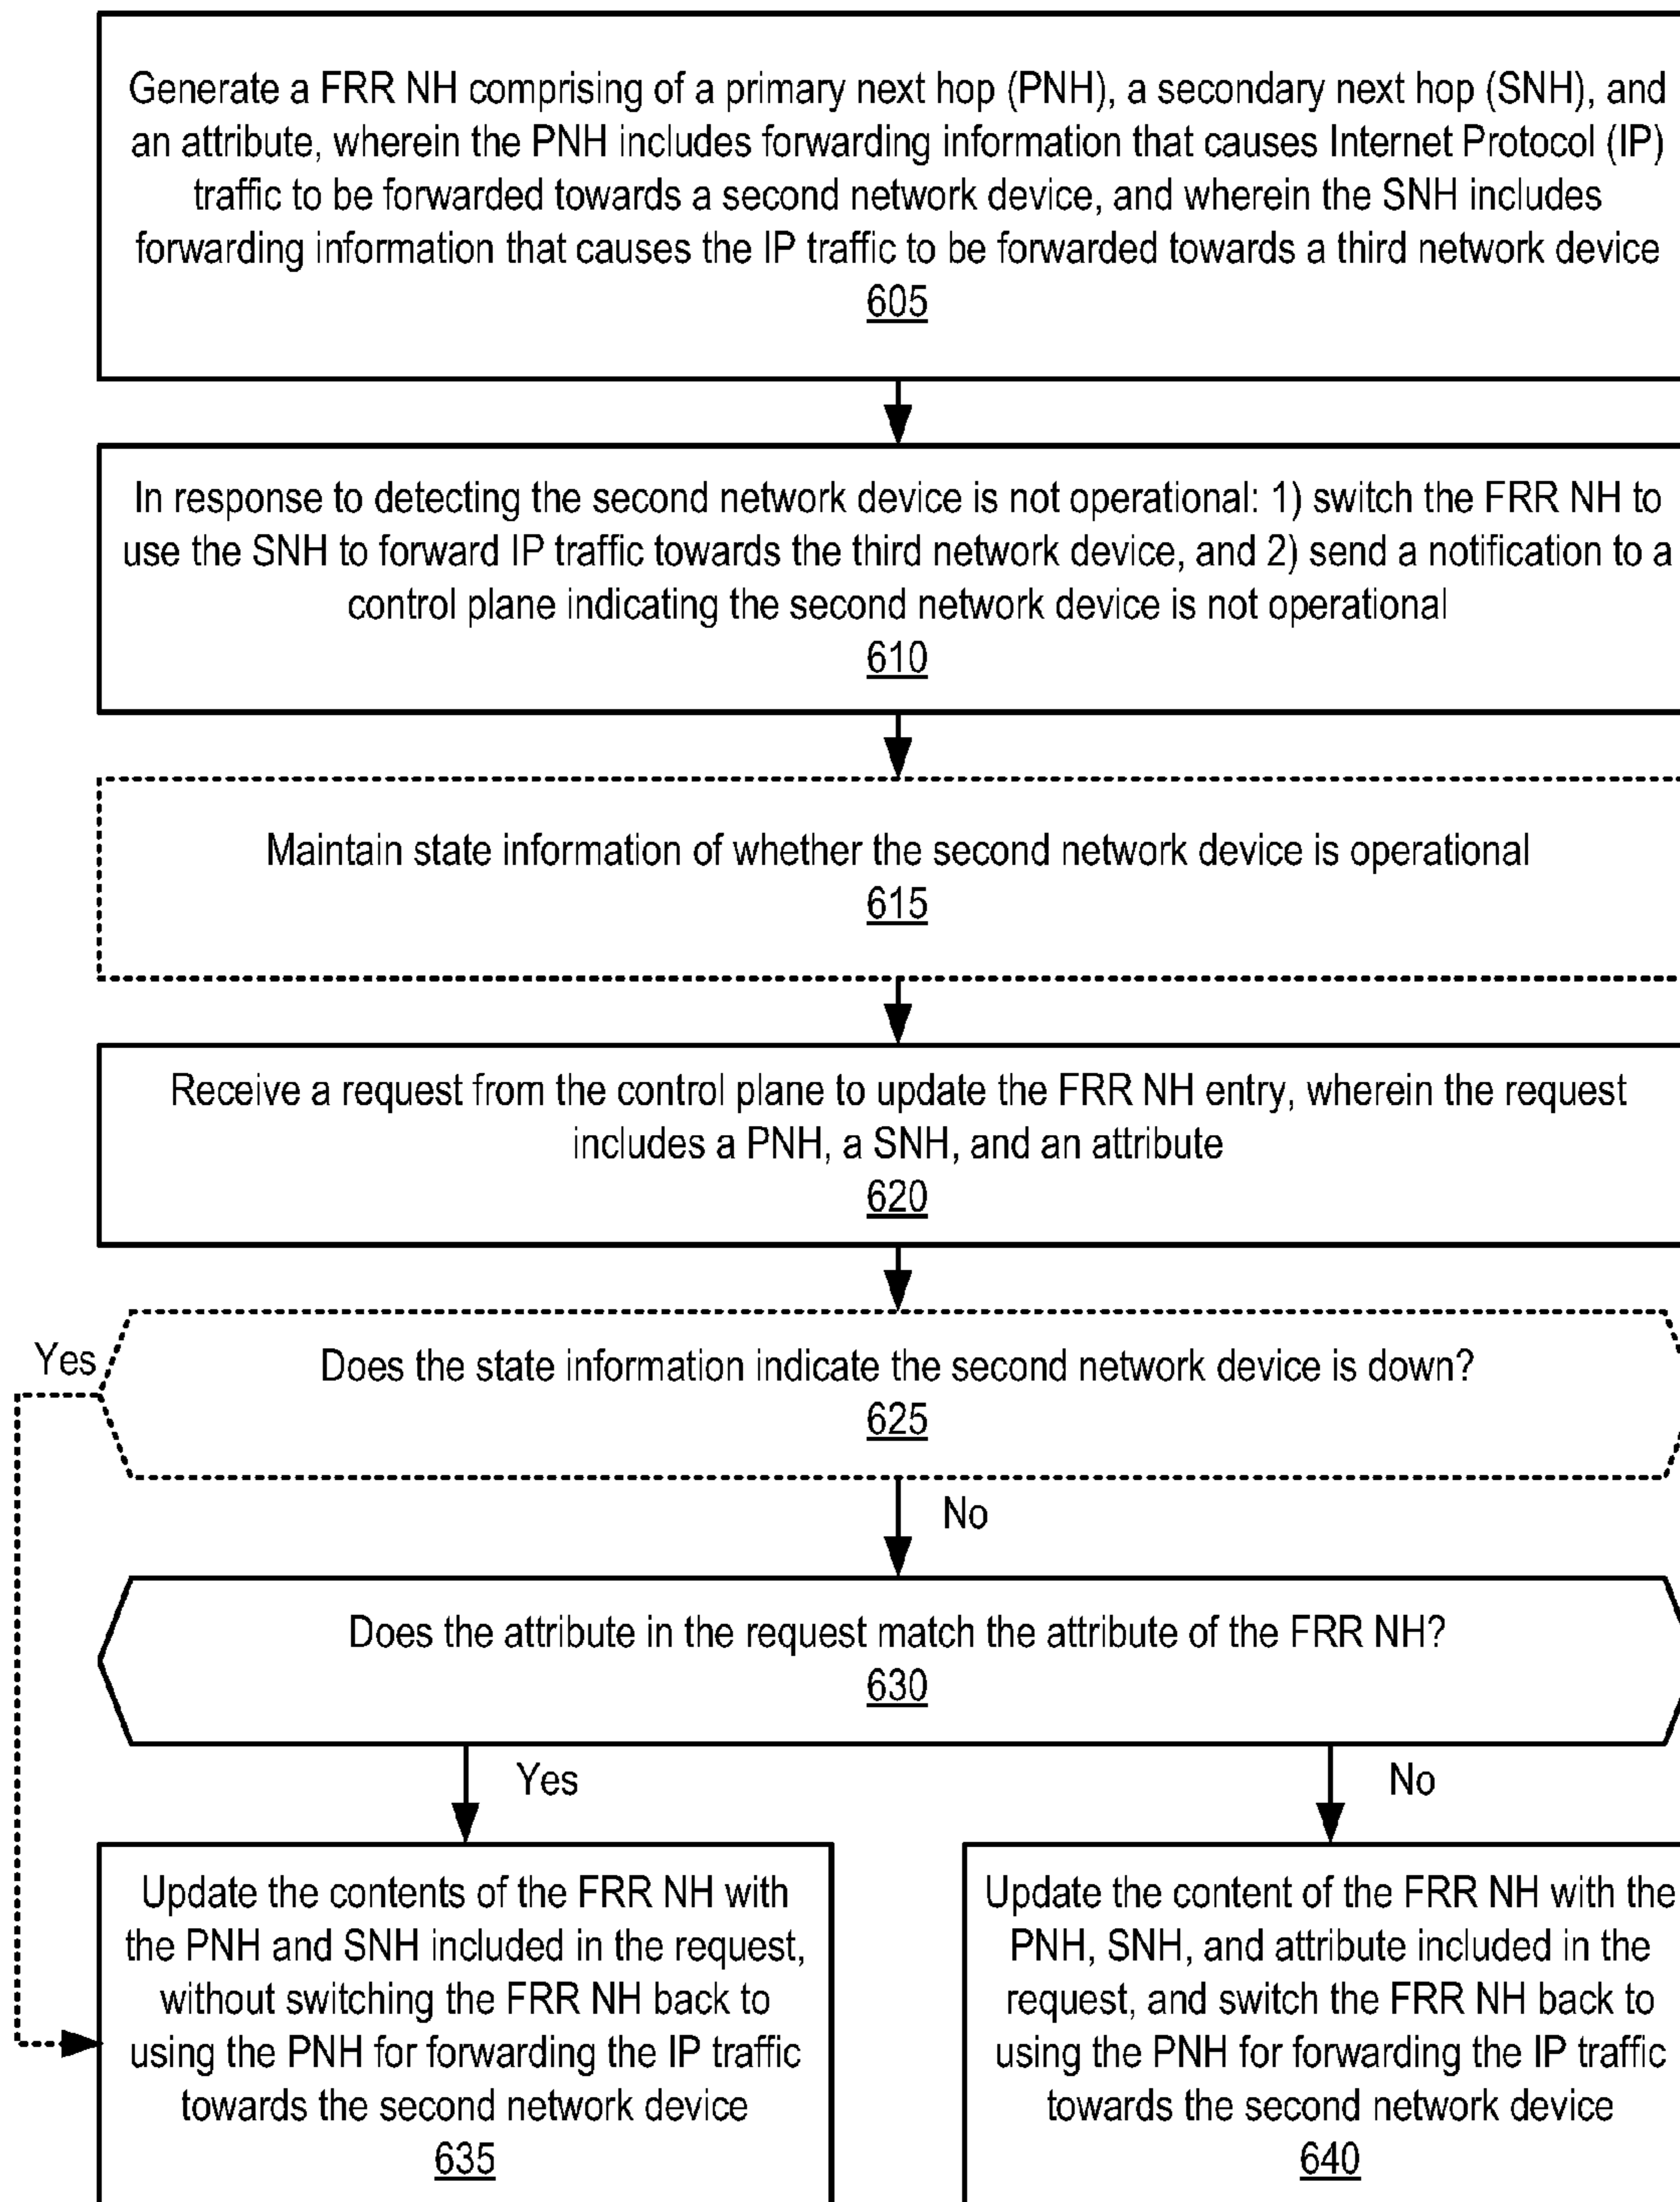 Generate a FRR NH comprising of a primary next hop (PNH), a secondary next hop (SNH), and
an attribute, wherein the PNH includes forwarding information that causes Internet Protocol (IP)
traffic to be forwarded towards a second network device, and wherein the SNH includes
forwarding information that causes the IP traffic to be forwarded towards a third network device
605
In response to detecting the second network device is not operational: 1) switch the FRR NH to
use the SNH to forward IP traffic towards the third network device, and 2) send a notification to a
control plane indicating the second network device is not operational
610
Maintain state information of whether the second network device is operational
615
Receive a request from the control plane to update the FRR NH entry, wherein the request
includes a PNH, a SNH, and an attribute
620
Yes
Does the state information indicate the second network device is down?
625
No
Does the attribute in the request match the attribute of the FRR NH?
630
Yes
No
Update the contents of the FRR NH with
the PNH and SNH included in the request,
without switching the FRR NH back to
using the PNH for forwarding the IP traffic
towards the second network device
635
Update the content of the FRR NH with the
PNH, SNH, and attribute included in the
request, and switch the FRR NH back to
using the PNH for forwarding the IP traffic
towards the second network device
640